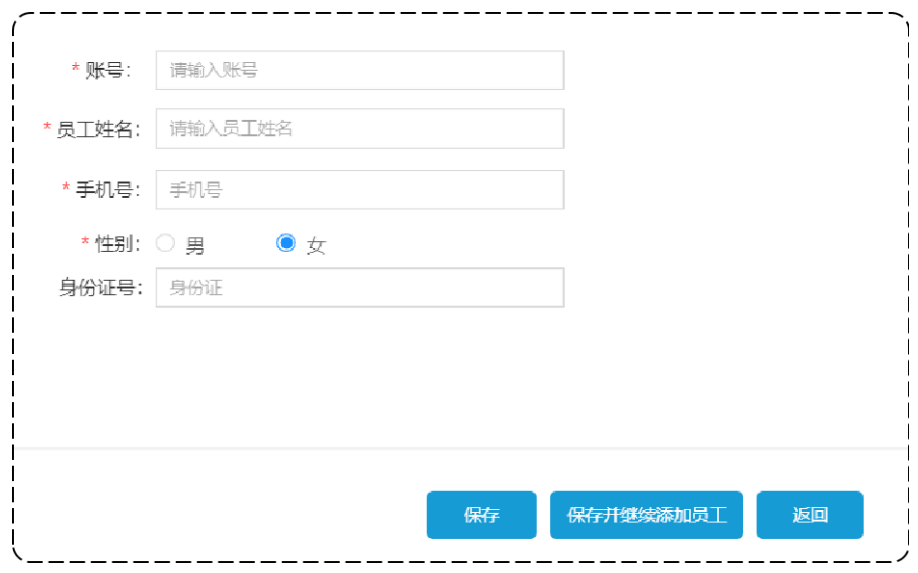 * 账号: 请输入账号
* 员工姓名: 请输入员工姓名
* 手机号: 手机号
* 性别: 男 女
身份证号: 身份证
保存 保存并继续添加员工 返回